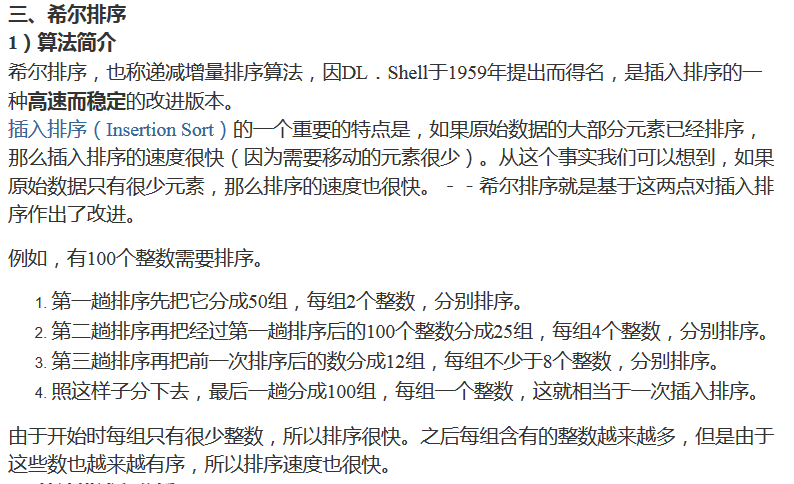 三、希尔排序
1）算法简介
希尔排序，也称递减增量排序算法，因DL．Shell于1959年提出而得名，是插入排序的一
种高速而稳定的改进版本。
插入排序（Insertion Sort）的一个重要的特点是，如果原始数据的大部分元素已经排序，
那么插入排序的速度很快（因为需要移动的元素很少）。从这个事实我们可以想到，如果
原始数据只有很少元素，那么排序的速度也很快。－－希尔排序就是基于这两点对插入排
序作出了改进。
例如，有100个整数需要排序。
1. 第一趟排序先把它分成50组，每组2个整数，分别排序。
2. 第二趟排序再把经过第一趟排序后的100个整数分成25组，每组4个整数，分别排序。
3. 第三趟排序再把前一次排序后的数分成12组，每组不少于8个整数，分别排序。
4. 照这样子分下去，最后一趟分成100组，每组一个整数，这就相当于一次插入排序。
由于开始时每组只有很少整数，所以排序很快。之后每组含有的整数越来越多，但是由于
这些数也越来越有序，所以排序速度也很快。